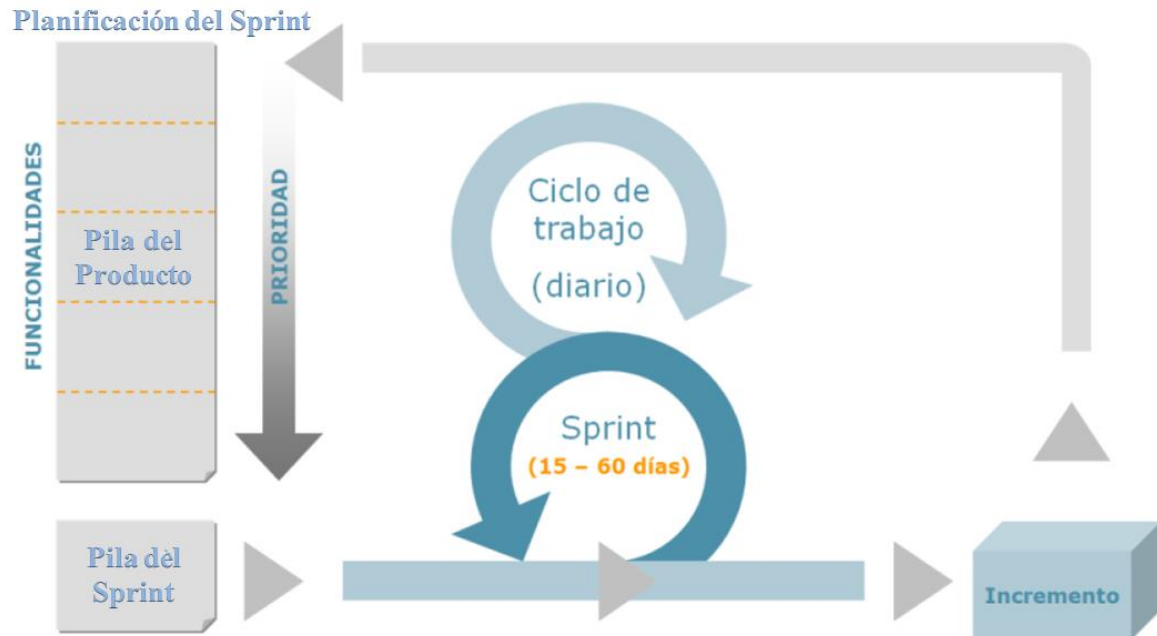 Planificación del Sprint
FUNCIONALIDADES
Pila del
Producto
PRIORIDAD
Ciclo de
trabajo
(diario)
Sprint
(15 – 60 días)
Pila del
Sprint
Incremento